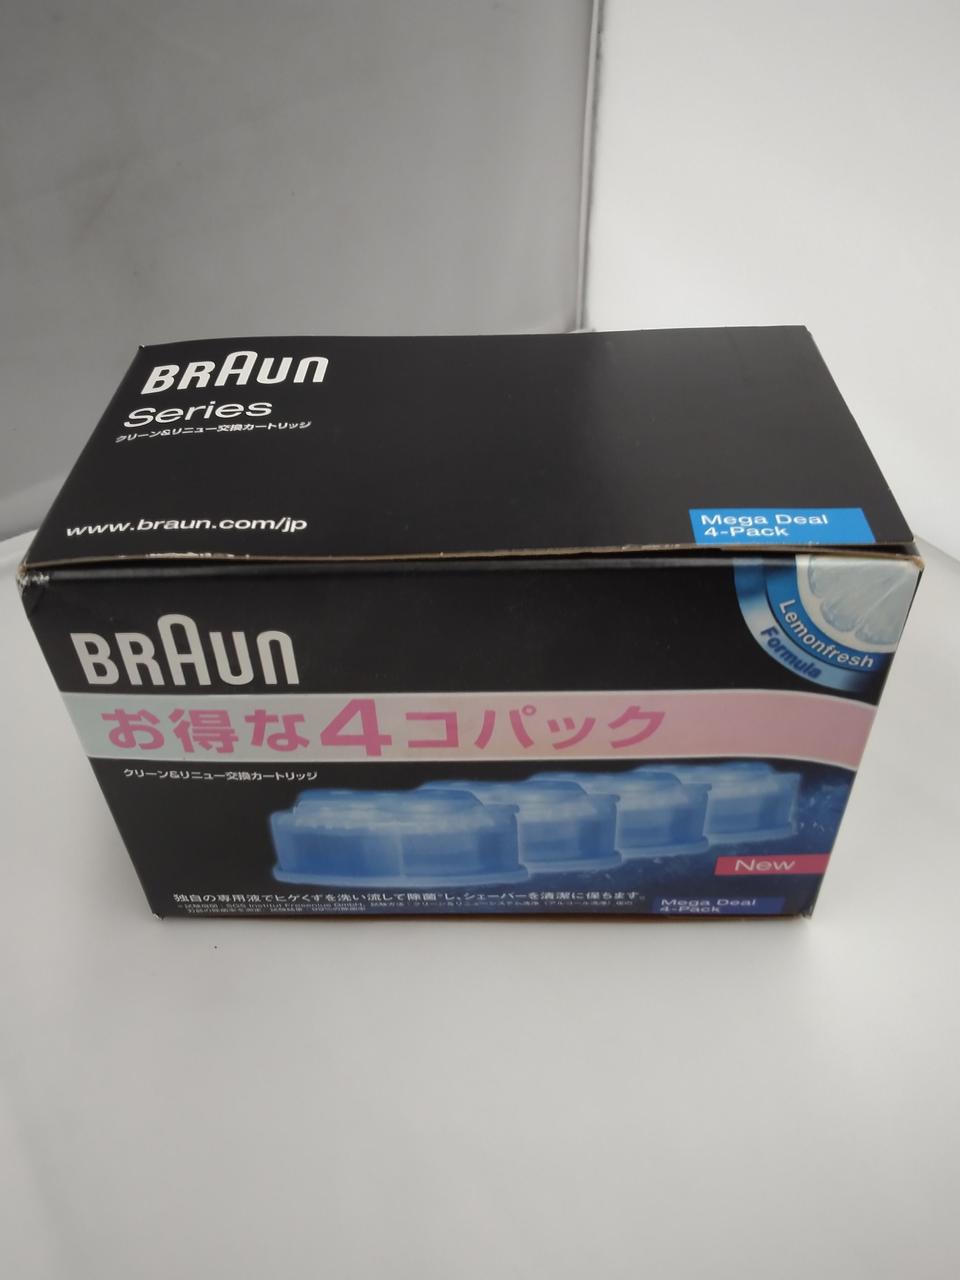 BRAUN
Series
クリーン&リニュー交換カートリッジ
www.braun.com/jp
Mega Deal
4-Pack
Lemonfresh
Formula
BRAUN
お得な4コパック
クリーン&リニュー交換カートリッジ
New
独自の専用液でヒゲくずを洗い流して除菌*し、シェーバーを清潔に保ちます。
Mega Deal
4-Pack